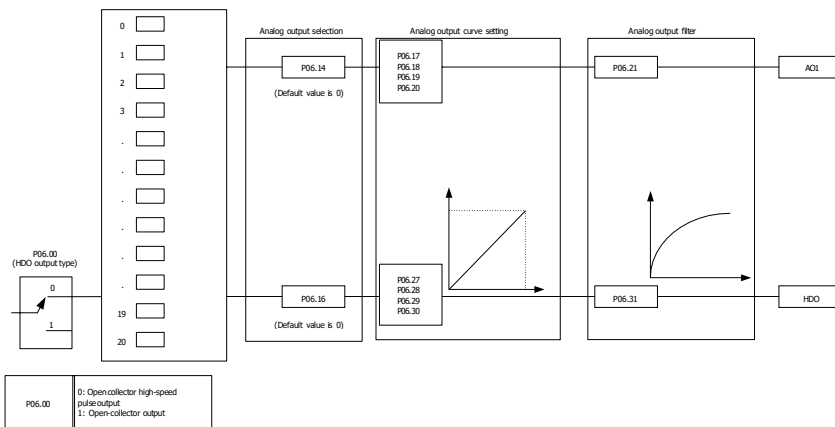 Analog output selection
Analog output curve setting
Analog output filter
0
1
2
3
.
.
.
.
.
.
19
20
P06.14
(Default value is 0)
P06.17
P06.18
P06.19
P06.20
P06.21
AO1
P06.00
(HDO output type)
0
1
P06.16
(Default value is 0)
P06.27
P06.28
P06.29
P06.30
P06.31
HDO
P06.00
0: Open collector high-speed
pulse output
1: Open-collector output